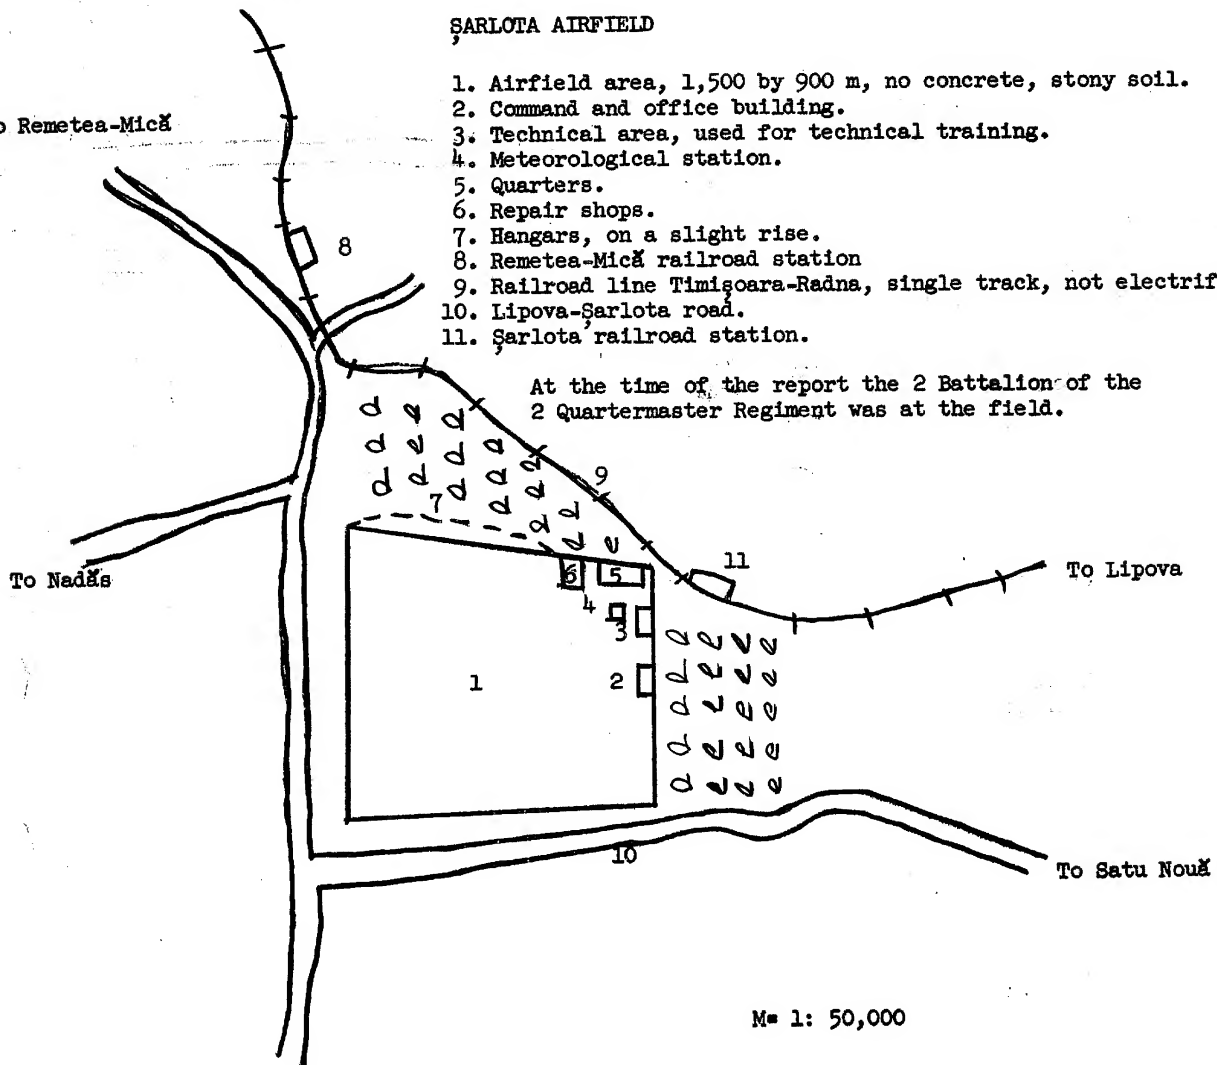 ȘARLOTA AIRFIELD
1. Airfield area, 1,500 by 900 m, no concrete, stony soil.
2. Command and office building.
3. Technical area, used for technical training.
4. Meteorological station.
5. Quarters.
6. Repair shops.
7. Hangars, on a slight rise.
8. Remetea-Mică railroad station
9. Railroad line Timișoara-Radna, single track, not electrif
10. Lipova-Șarlota road.
11. Șarlota railroad station.
At the time of the report the 2 Battalion of the
2 Quartermaster Regiment was at the field.
o Remetea-Mică
8
9
7
11
To Lipova
To Nadăs
6
5
4
3
1
2
10
To Satu Nouă
M= 1: 50,000